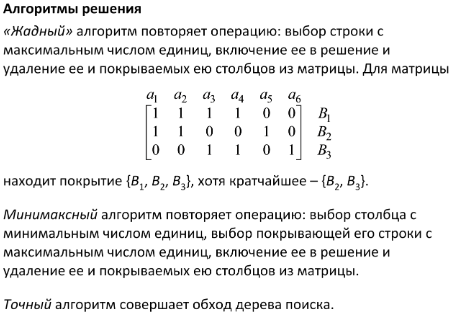 Алгоритмы решения
«Жадный» алгоритм повторяет операцию: выбор строки с
максимальным числом единиц, включение ее в решение и
удаление ее и покрываемых ею столбцов из матрицы. Для матрицы
a₁ a₂ a₃ a₄ a₅ a₆
1 1 1 1 0 0 B₁
1 1 0 0 1 0 B₂
0 0 1 1 0 1 B₃
находит покрытие {B₁, B₂, B₃}, хотя кратчайшее – {B₂, B₃}.
Минимаксный алгоритм повторяет операцию: выбор столбца с
минимальным числом единиц, выбор покрывающей его строки с
максимальным числом единиц, включение ее в решение и
удаление ее и покрываемых ею столбцов из матрицы.
Точный алгоритм совершает обход дерева поиска.